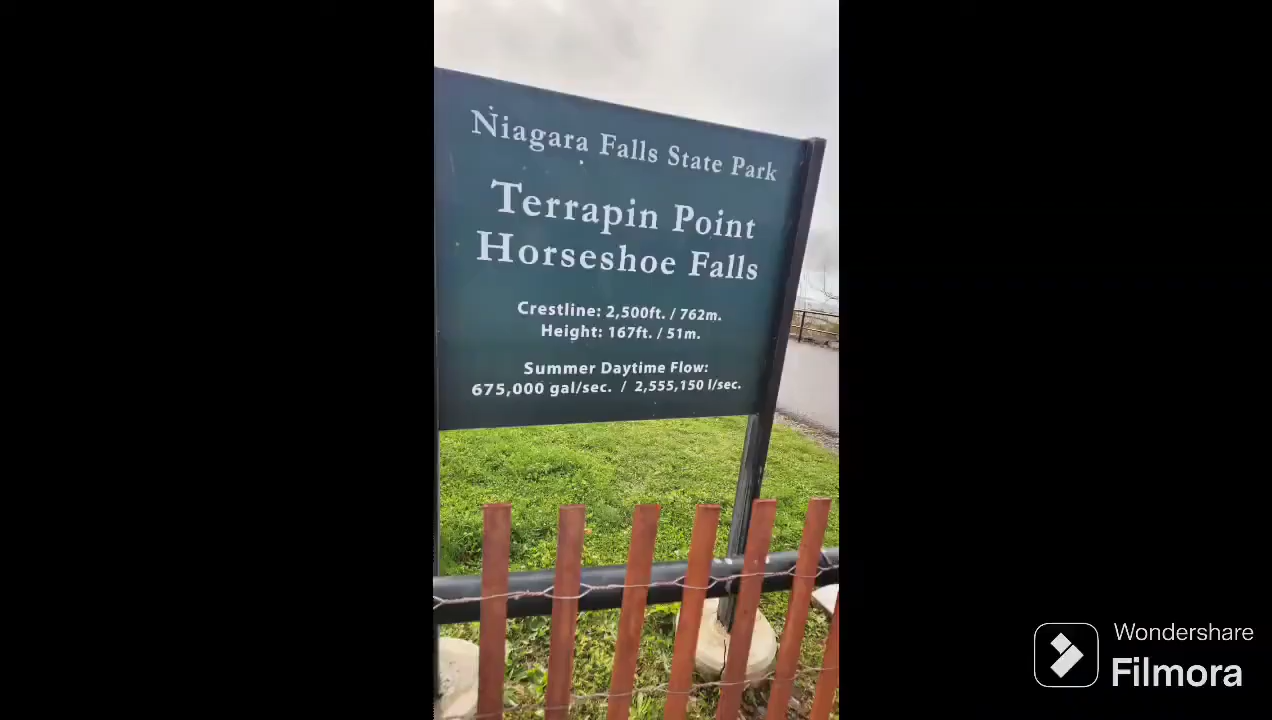 Niagara Falls State Park
Terrapin Point
Horseshoe Falls
Crestline: 2,500ft. / 762m.
Height: 167ft. / 51m.
Summer Daytime Flow:
675,000 gal/sec. / 2,555,150 l/sec.
Wondershare
Filmora